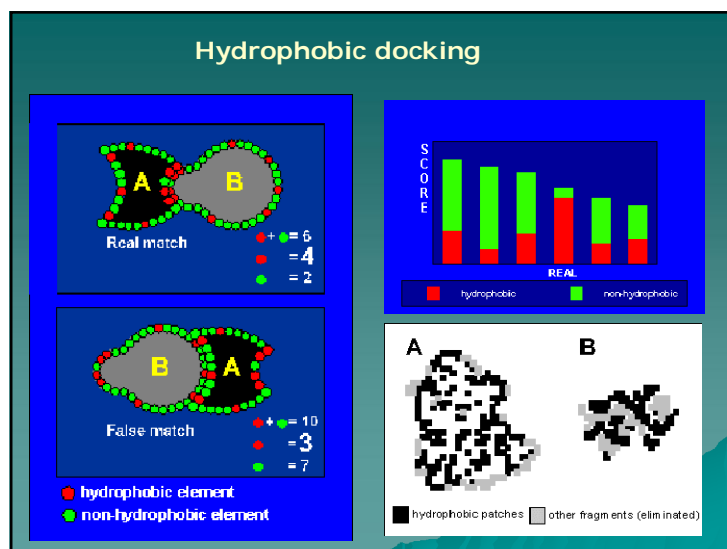 Hydrophobic docking
A
B
Real match
+ = 6
= 4
= 2
B
A
False match
+ = 10
= 3
= 7
hydrophobic element
non-hydrophobic element
SCORE
REAL
hydrophobic non-hydrophobic
A B
hydrophobic patches other fragments (eliminated)